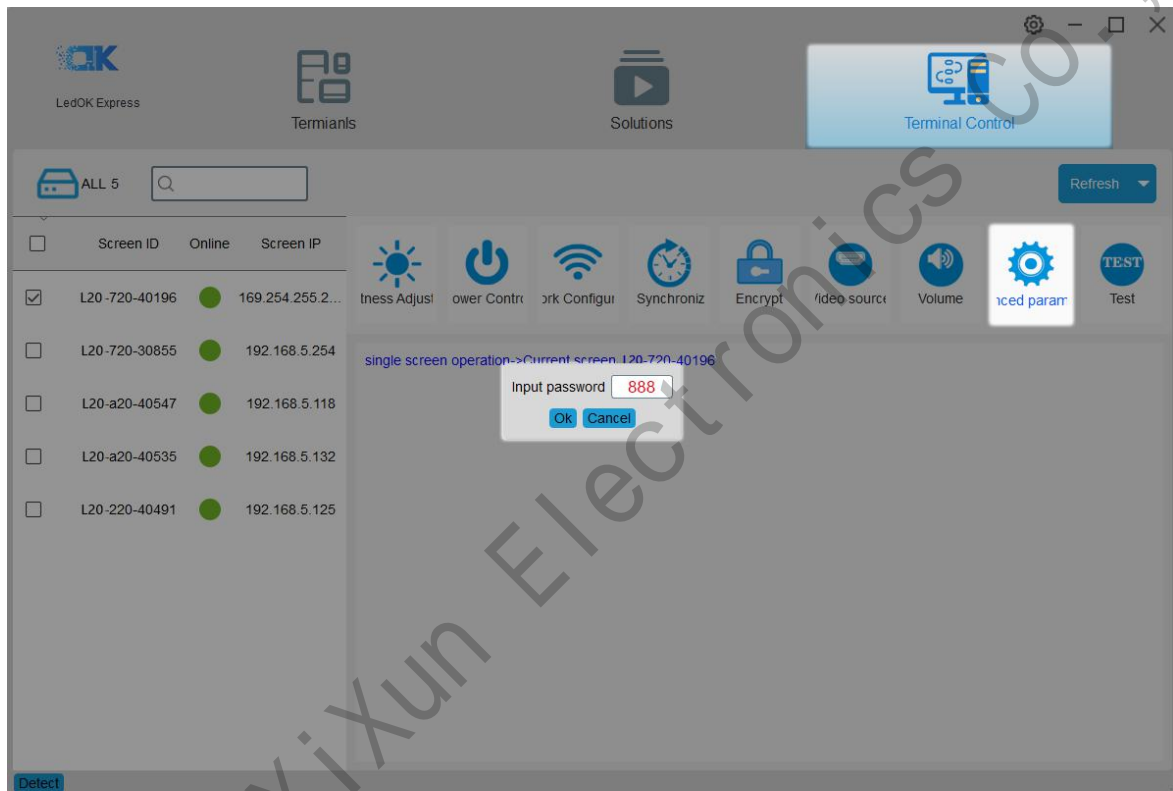 LedOK Express
Termianls
Solutions
Terminal Control
ALL 5
Refresh
Screen ID Online Screen IP
tness Adjust ower Contro ork Configur Synchroniz Encrypt Video source Volume nced param TEST Test
L20-720-40196 169.254.255.2...
L20-720-30855 192.168.5.254
L20-a20-40547 192.168.5.118
L20-a20-40535 192.168.5.132
L20-220-40491 192.168.5.125
single screen operation->Current screen L20-720-40196
Input password 888
Ok Cancel
Detect
XiXun Electronics Co.